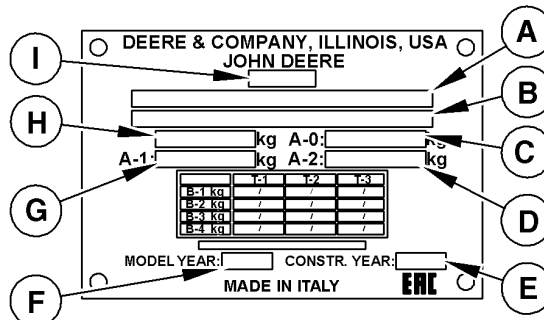 DEERE & COMPANY, ILLINOIS, USA
JOHN DEERE
A
I
B
H
kg A-0: kg
C
A-1: kg A-2: kg
G
D
T-1 T-2 T-3
B-1 kg / / /
B-2 kg / / /
B-3 kg / / /
B-4 kg / / /
MODEL YEAR: CONSTR. YEAR:
F
E
MADE IN ITALY EAC